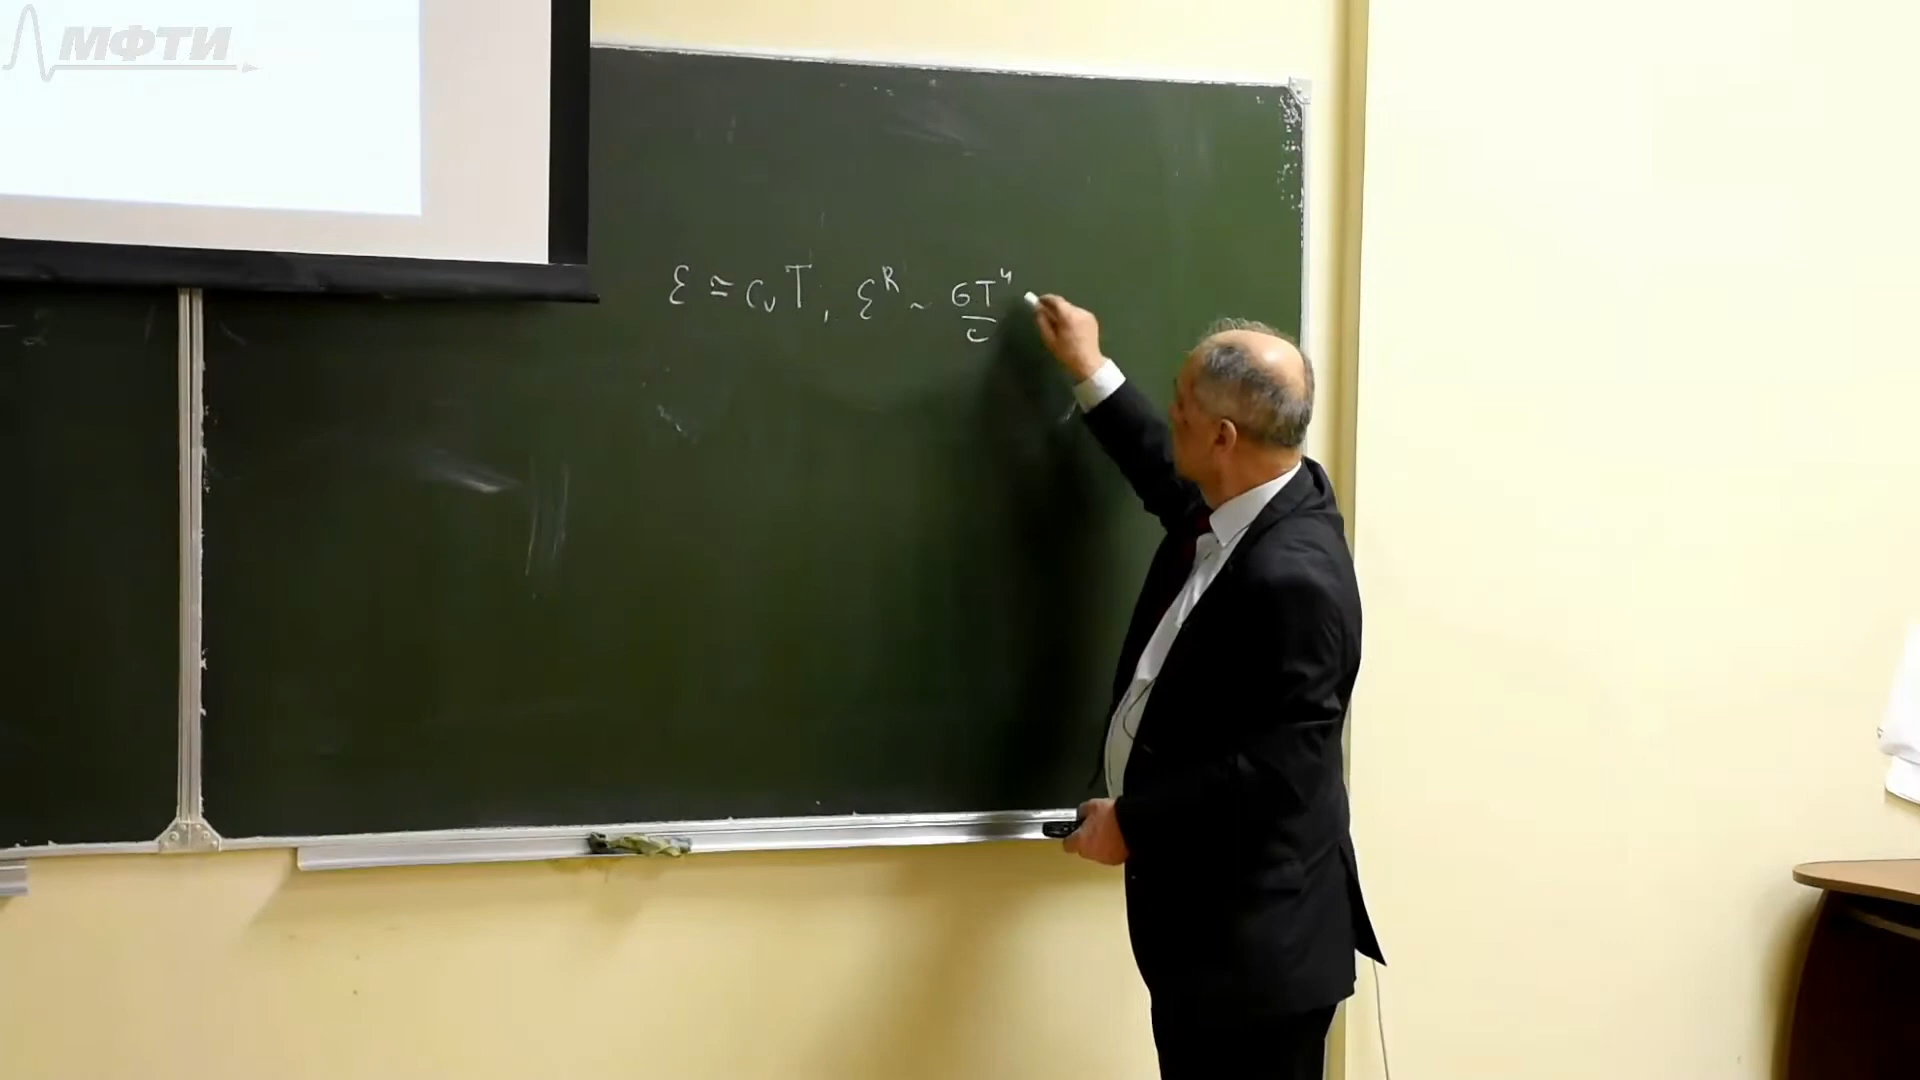 МФТИ
ε ≃ c_v T, ε^R ~ σT^4/c